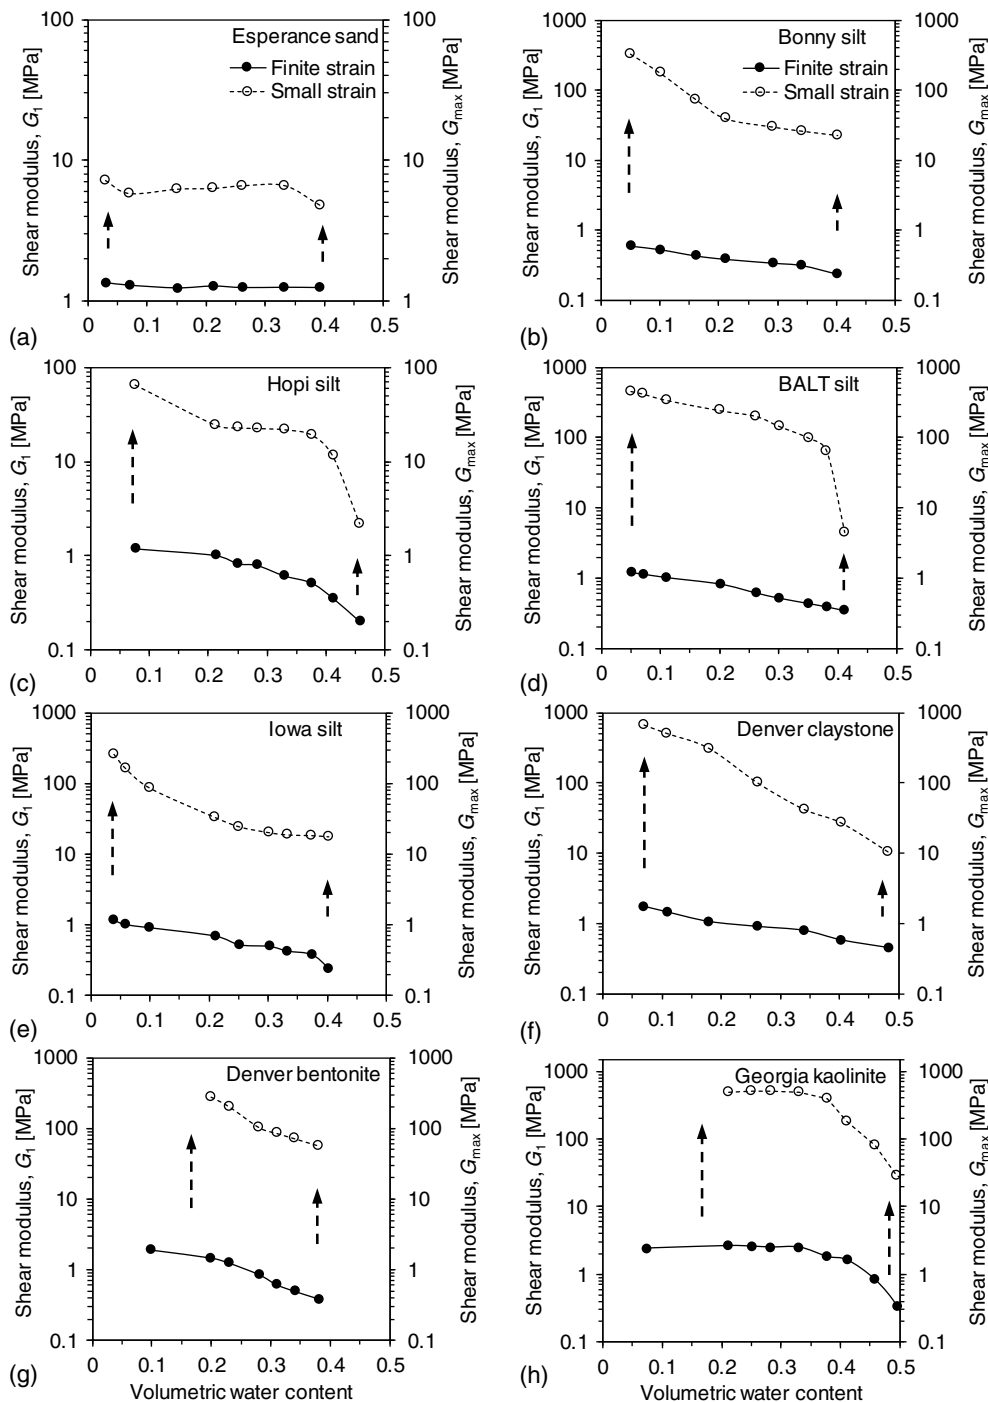 100
10
1
Shear modulus, G1 [MPa]
Esperance sand
Finite strain
Small strain
100
10
1
Shear modulus, Gmax [MPa]
0 0.1 0.2 0.3 0.4 0.5
(a)
1000
100
10
1
0.1
Shear modulus, G1 [MPa]
Bonny silt
Finite strain
Small strain
1000
100
10
1
0.1
Shear modulus, Gmax [MPa]
0 0.1 0.2 0.3 0.4 0.5
(b)
100
10
1
0.1
Shear modulus, G1 [MPa]
Hopi silt
100
10
1
0.1
Shear modulus, Gmax [MPa]
0 0.1 0.2 0.3 0.4 0.5
(c)
1000
100
10
1
0.1
Shear modulus, G1 [MPa]
BALT silt
1000
100
10
1
0.1
Shear modulus, Gmax [MPa]
0 0.1 0.2 0.3 0.4 0.5
(d)
1000
100
10
1
0.1
Shear modulus, G1 [MPa]
Iowa silt
1000
100
10
1
0.1
Shear modulus, Gmax [MPa]
0 0.1 0.2 0.3 0.4 0.5
(e)
1000
100
10
1
0.1
Shear modulus, G1 [MPa]
Denver claystone
1000
100
10
1
0.1
Shear modulus, Gmax [MPa]
0 0.1 0.2 0.3 0.4 0.5
(f)
1000
100
10
1
0.1
Shear modulus, G1 [MPa]
Denver bentonite
1000
100
10
1
0.1
Shear modulus, Gmax [MPa]
0 0.1 0.2 0.3 0.4 0.5
(g)
Volumetric water content
1000
100
10
1
0.1
Shear modulus, G1 [MPa]
Georgia kaolinite
1000
100
10
1
0.1
Shear modulus, Gmax [MPa]
0 0.1 0.2 0.3 0.4 0.5
(h)
Volumetric water content